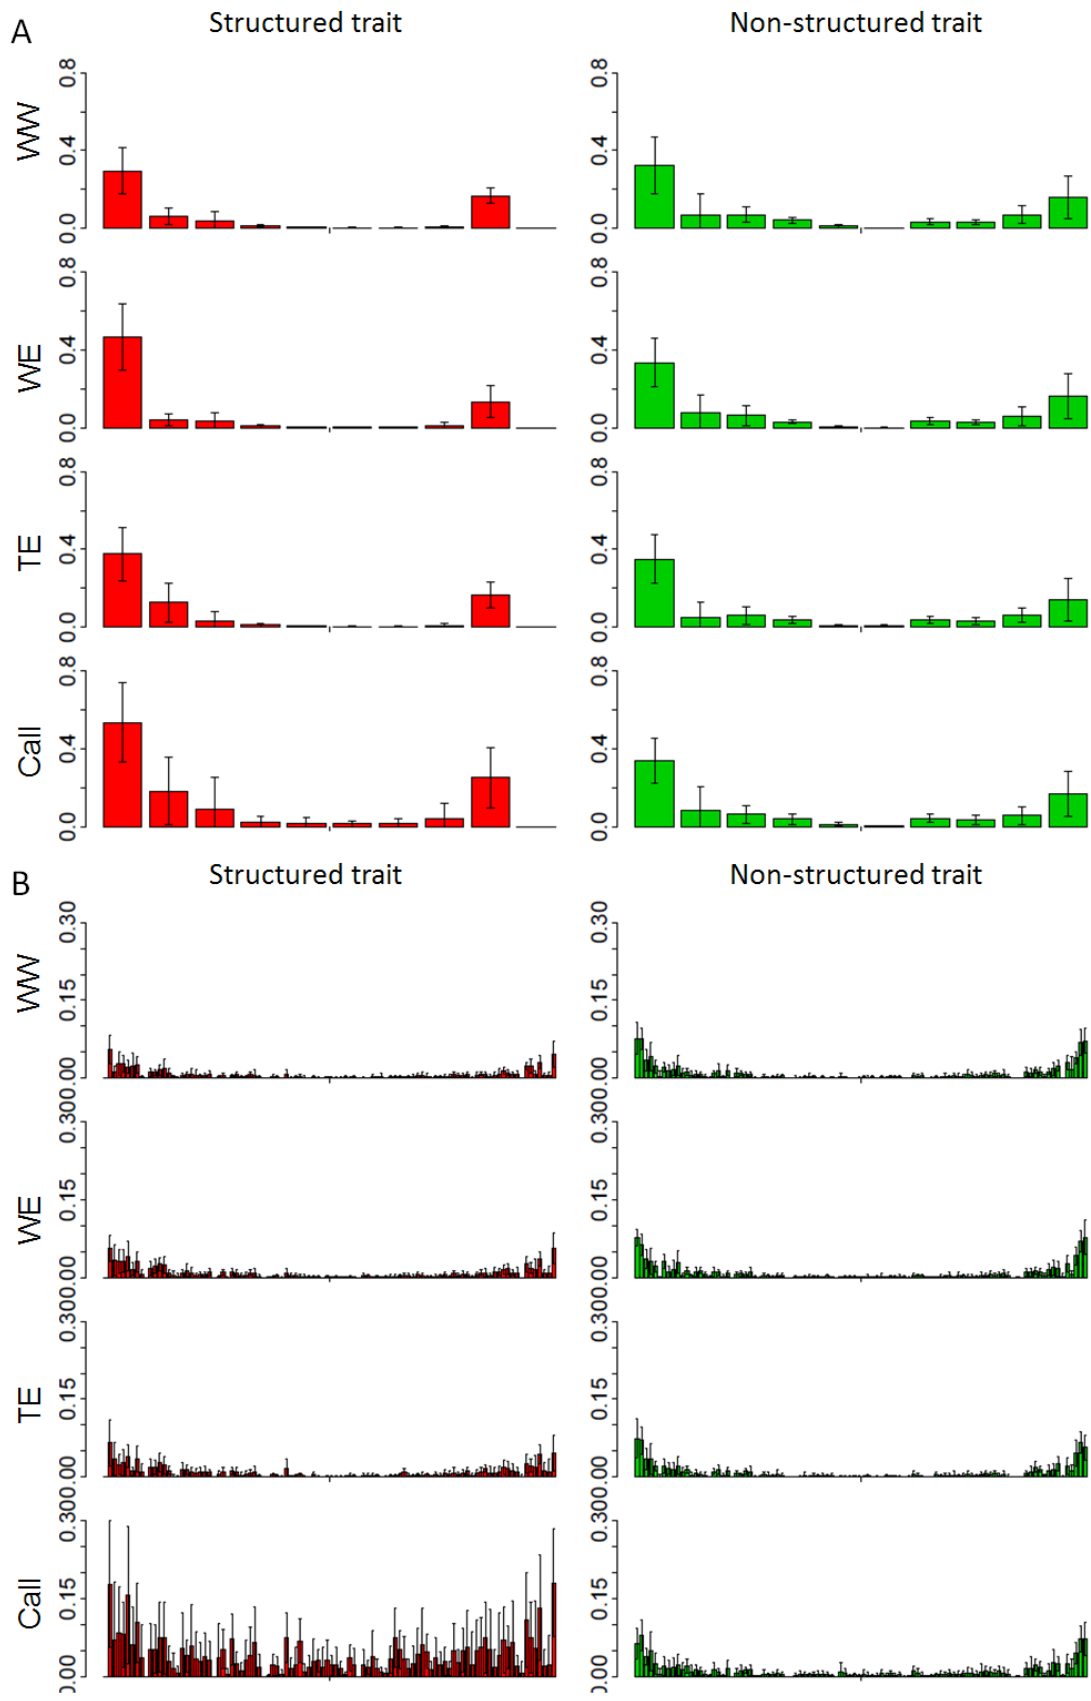 A
Structured trait Non-structured trait
WW 0.0 0.4 0.8 0.0 0.4 0.8
WE 0.0 0.4 0.8 0.0 0.4 0.8
TE 0.0 0.4 0.8 0.0 0.4 0.8
Call 0.0 0.4 0.8 0.0 0.4 0.8
B
Structured trait Non-structured trait
WW 0.00 0.15 0.30 0.00 0.15 0.30
WE 0.00 0.15 0.30 0.00 0.15 0.30
TE 0.00 0.15 0.30 0.00 0.15 0.30
Call 0.00 0.15 0.30 0.00 0.15 0.30